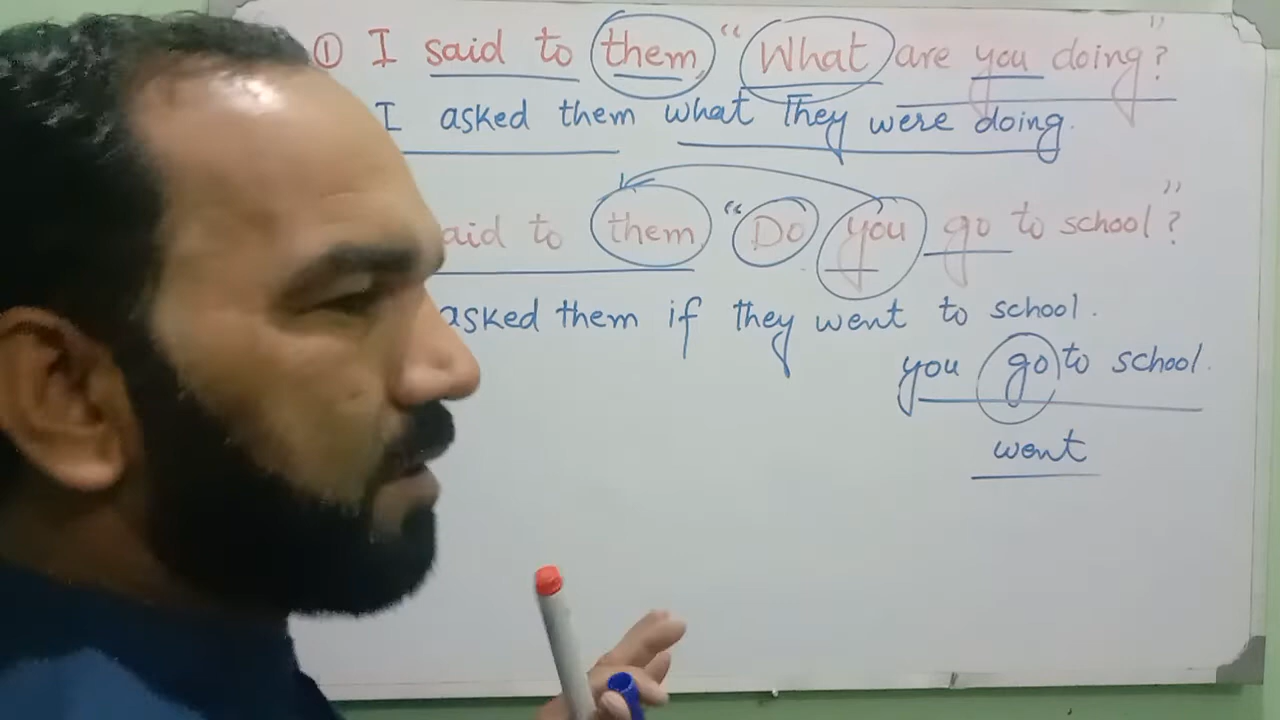 ① I said to them, "What are you doing?"
I asked them what They were doing.
aid to them "Do you go to school"?
asked them if they went to school.
you go to school.
went